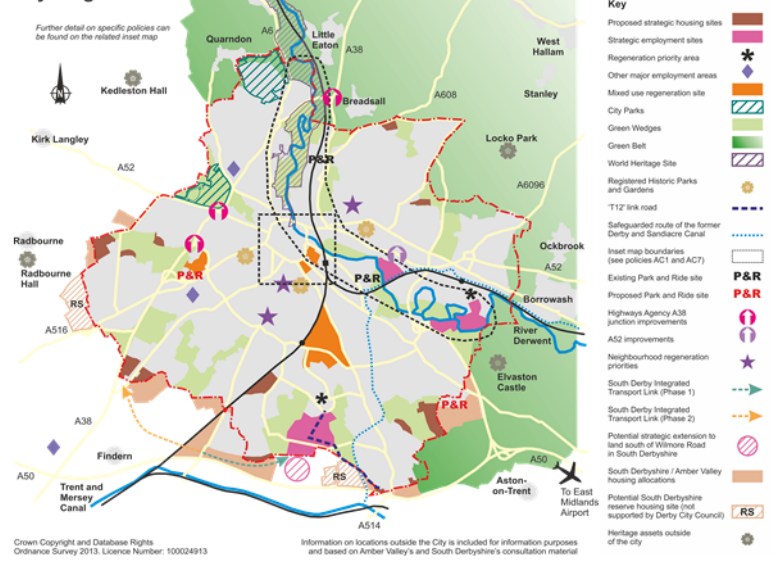 Further detail on specific policies can
be found on the related inset map
Quarndon
A6
Little
Eaton
A38
West
Hallam
Kedleston Hall
Breadsall
A608
Stanley
Kirk Langley
P&R
Locko Park
A52
A6096
Radbourne
Radbourne
Hall
P&R
P&R
Ockbrook
A52
RS
Borrowash
A516
River
Derwent
Elvaston
Castle
P&R
A38
Findern
A50
RS
A50
Trent and
Mersey
Canal
Aston-
on-Trent
To East
Midlands
Airport
A514
Crown Copyright and Database Rights
Ordnance Survey 2013. Licence Number: 100024913
Information on locations outside the City is included for information purposes
and based on Amber Valley's and South Derbyshire's consultation material
N
Key
Proposed strategic housing sites
Strategic employment sites
Regeneration priority area
Other major employment areas
Mixed use regeneration site
City Parks
Green Wedges
Green Belt
World Heritage Site
Registered Historic Parks
and Gardens
'T12' link road
Safeguarded route of the former
Derby and Sandiacre Canal
Inset map boundaries
(see policies AC1 and AC7)
Existing Park and Ride site P&R
Proposed Park and Ride site P&R
Highways Agency A38
junction improvements
A52 improvements
Neighbourhood regeneration
priorities
South Derby Integrated
Transport Link (Phase 1)
South Derby Integrated
Transport Link (Phase 2)
Potential strategic extension to
land south of Wilmore Road
in South Derbyshire
South Derbyshire / Amber Valley
housing allocations
Potential South Derbyshire
reserve housing site (not
supported by Derby City Council) RS
Heritage assets outside
of the city